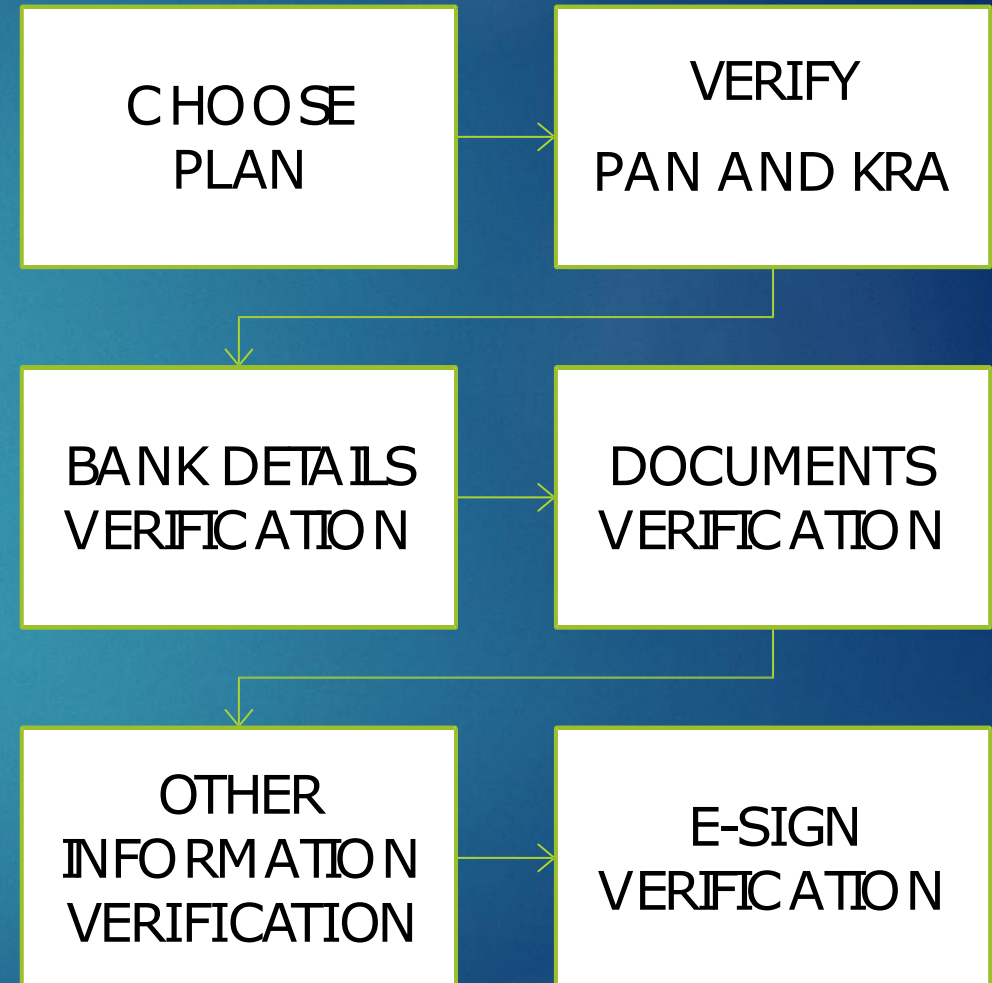 CHOOSE
PLAN
VERIFY
PAN AND KRA
BANK DETAILS
VERIFICATION
DOCUMENTS
VERIFICATION
OTHER
INFORMATION
VERIFICATION
E-SIGN
VERIFICATION